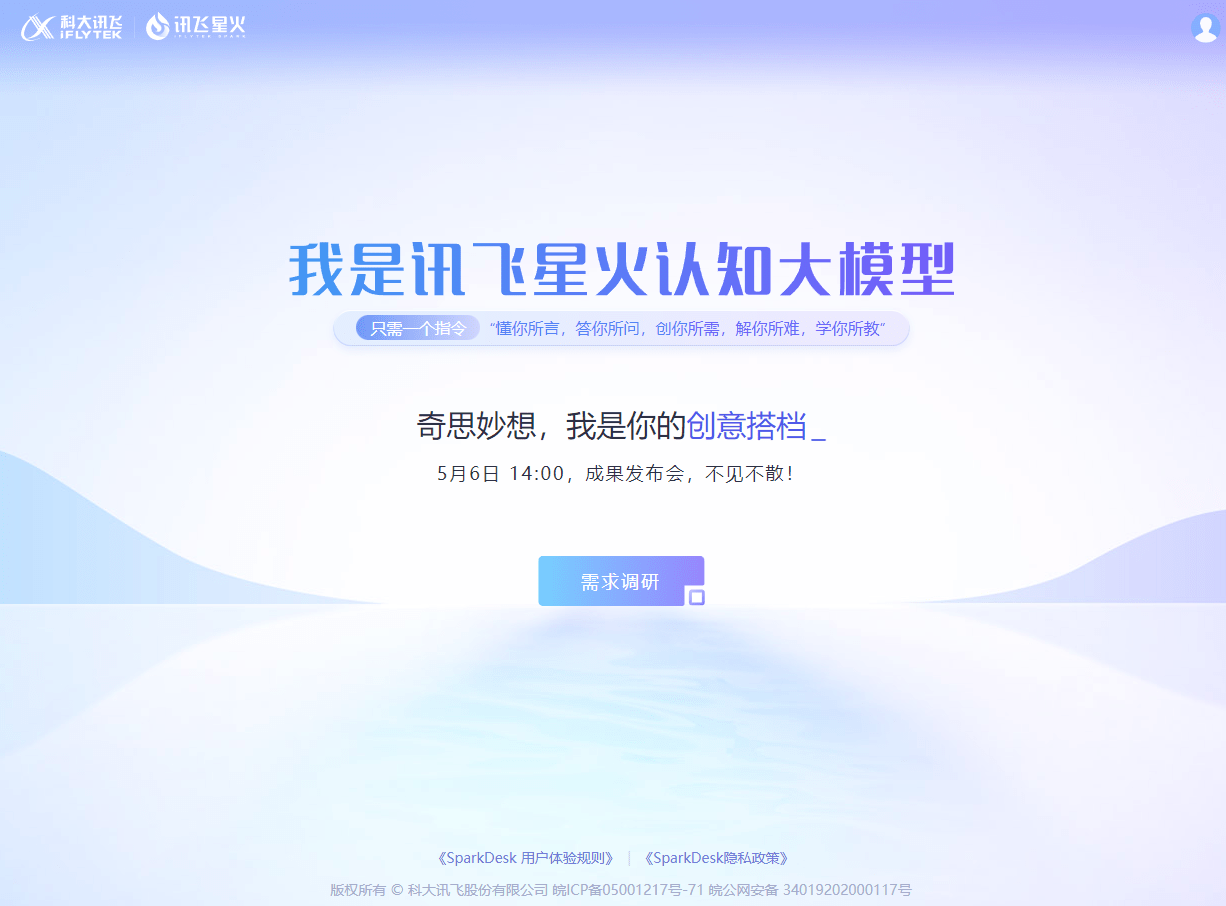 科大讯飞 讯飞星火
iFLYTEK IFLYTEK SPARK
我是讯飞星火认知大模型
只需一个指令 “懂你所言，答你所问，创你所需，解你所难，学你所教”
奇思妙想，我是你的创意搭档_
5月6日 14:00，成果发布会，不见不散！
需求调研
《SparkDesk 用户体验规则》 | 《SparkDesk隐私政策》
版权所有 © 科大讯飞股份有限公司 皖ICP备05001217号-71 皖公网安备 34019202000117号